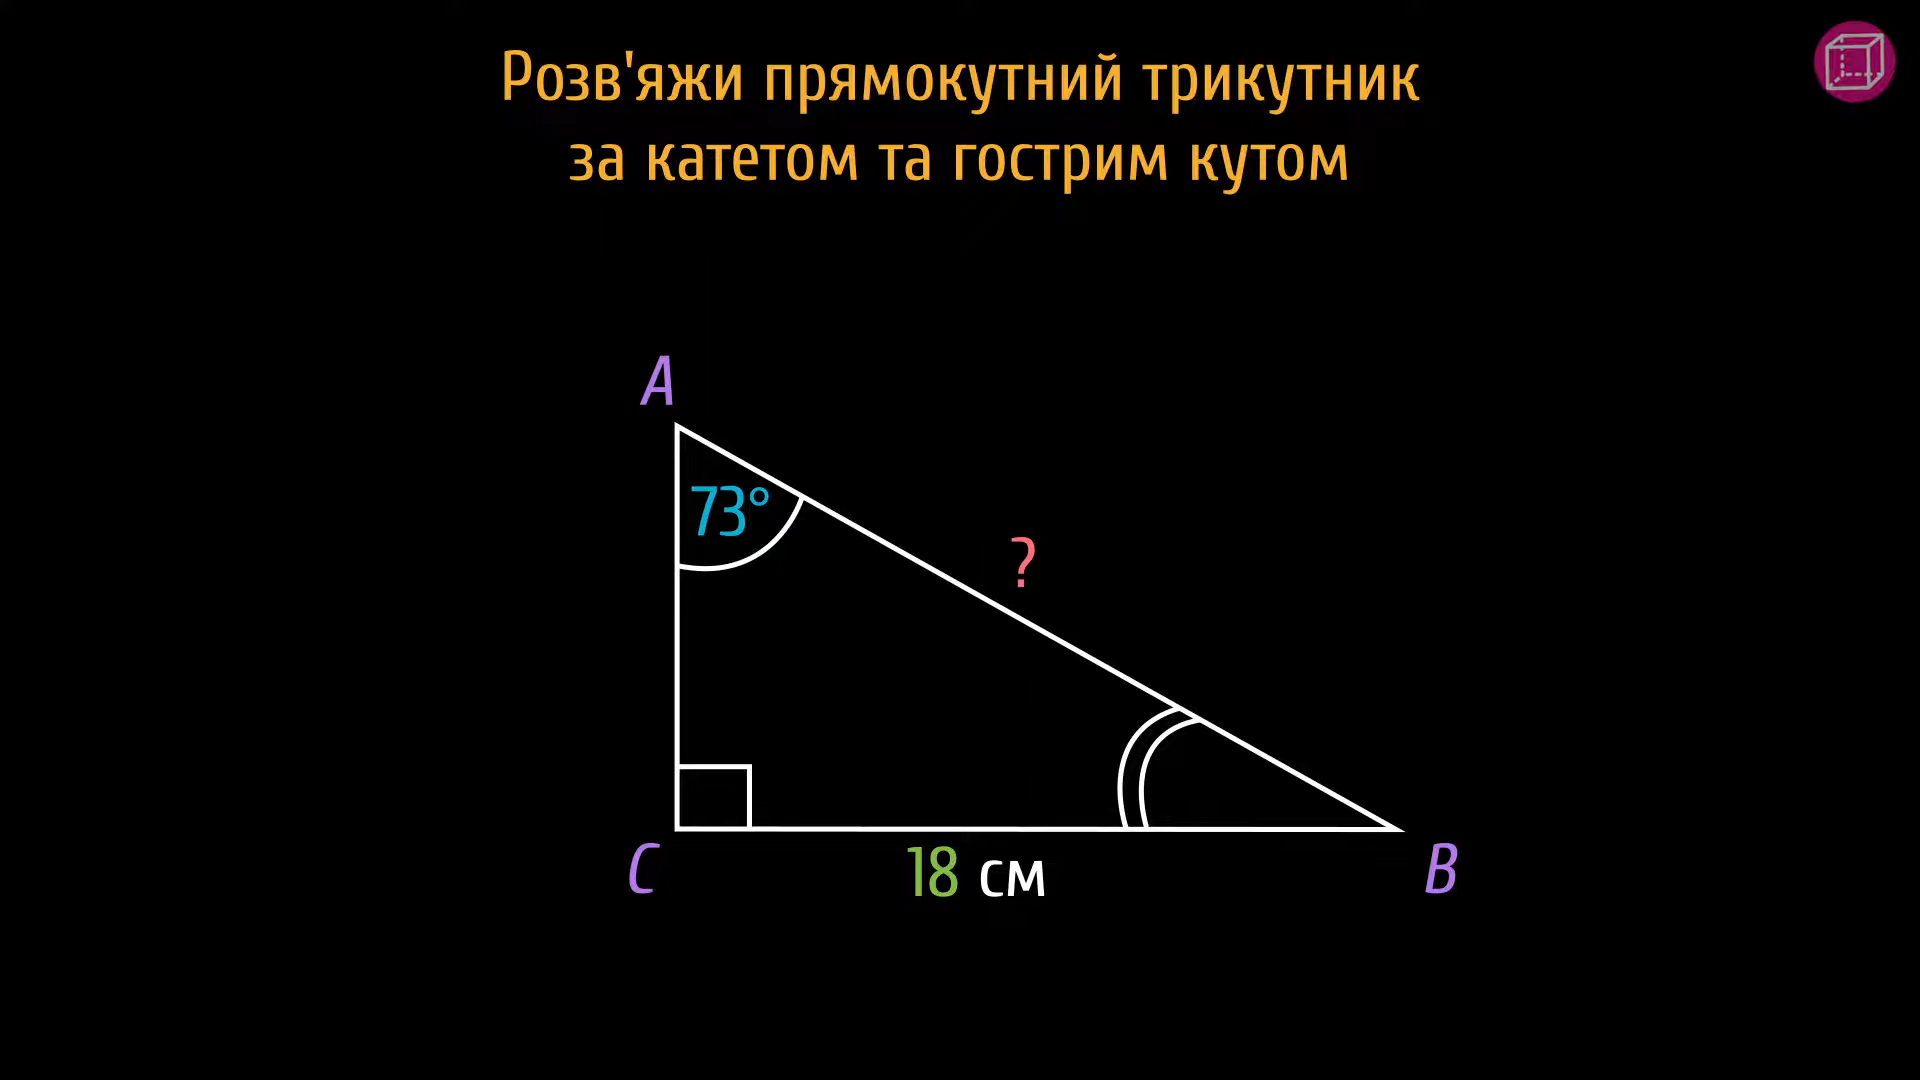 Розв'яжи прямокутний трикутник
за катетом та гострим кутом
A
73°
?
C
18 см
B